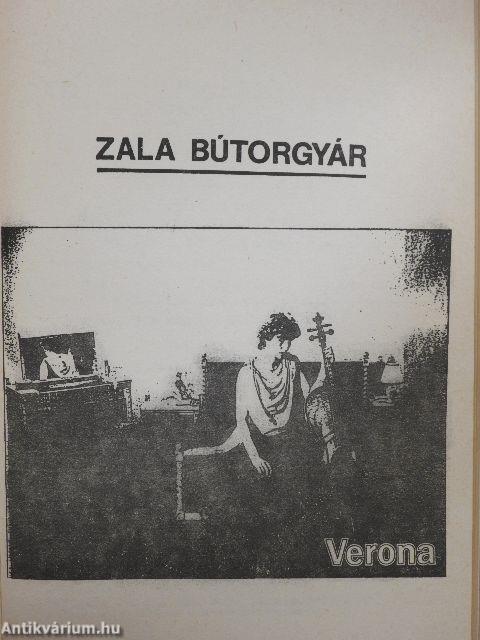 ZALA BÚTORGYÁR
Verona
Antikvárium.hu